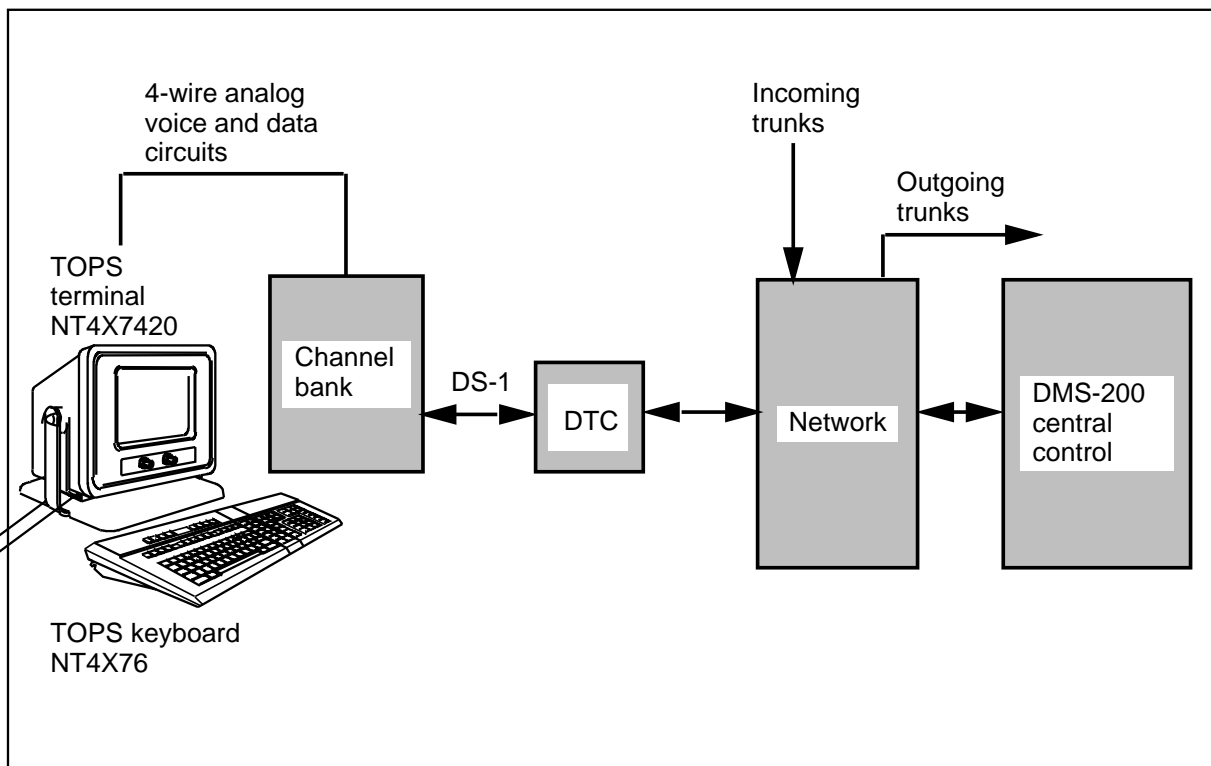 4-wire analog
voice and data
circuits
Incoming
trunks
Outgoing
trunks
TOPS
terminal
NT4X7420
Channel
bank
DS-1
DTC
Network
DMS-200
central
control
TOPS keyboard
NT4X76